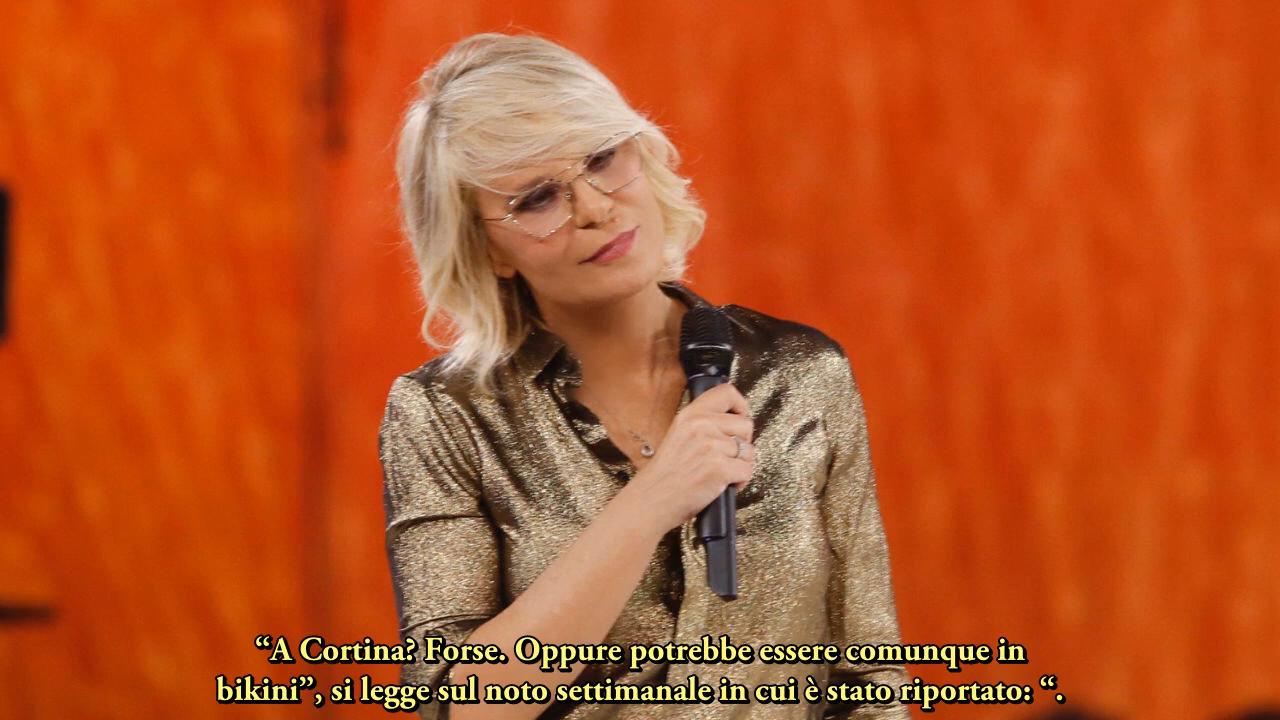 “A Cortina? Forse. Oppure potrebbe essere comunque in
bikini”, si legge sul noto settimanale in cui è stato riportato: “.